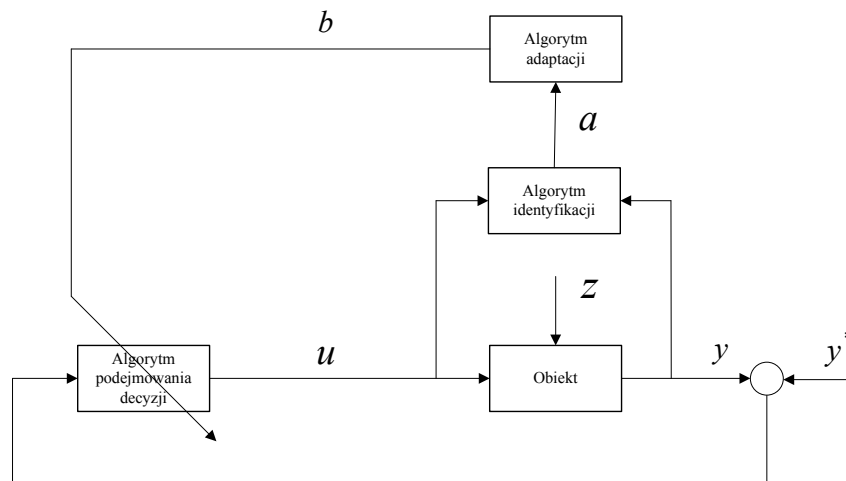 b
Algorytm
adaptacji
a
Algorytm
identyfikacji
z
Algorytm
podejmowania
decyzji
u
Obiekt
y
y*